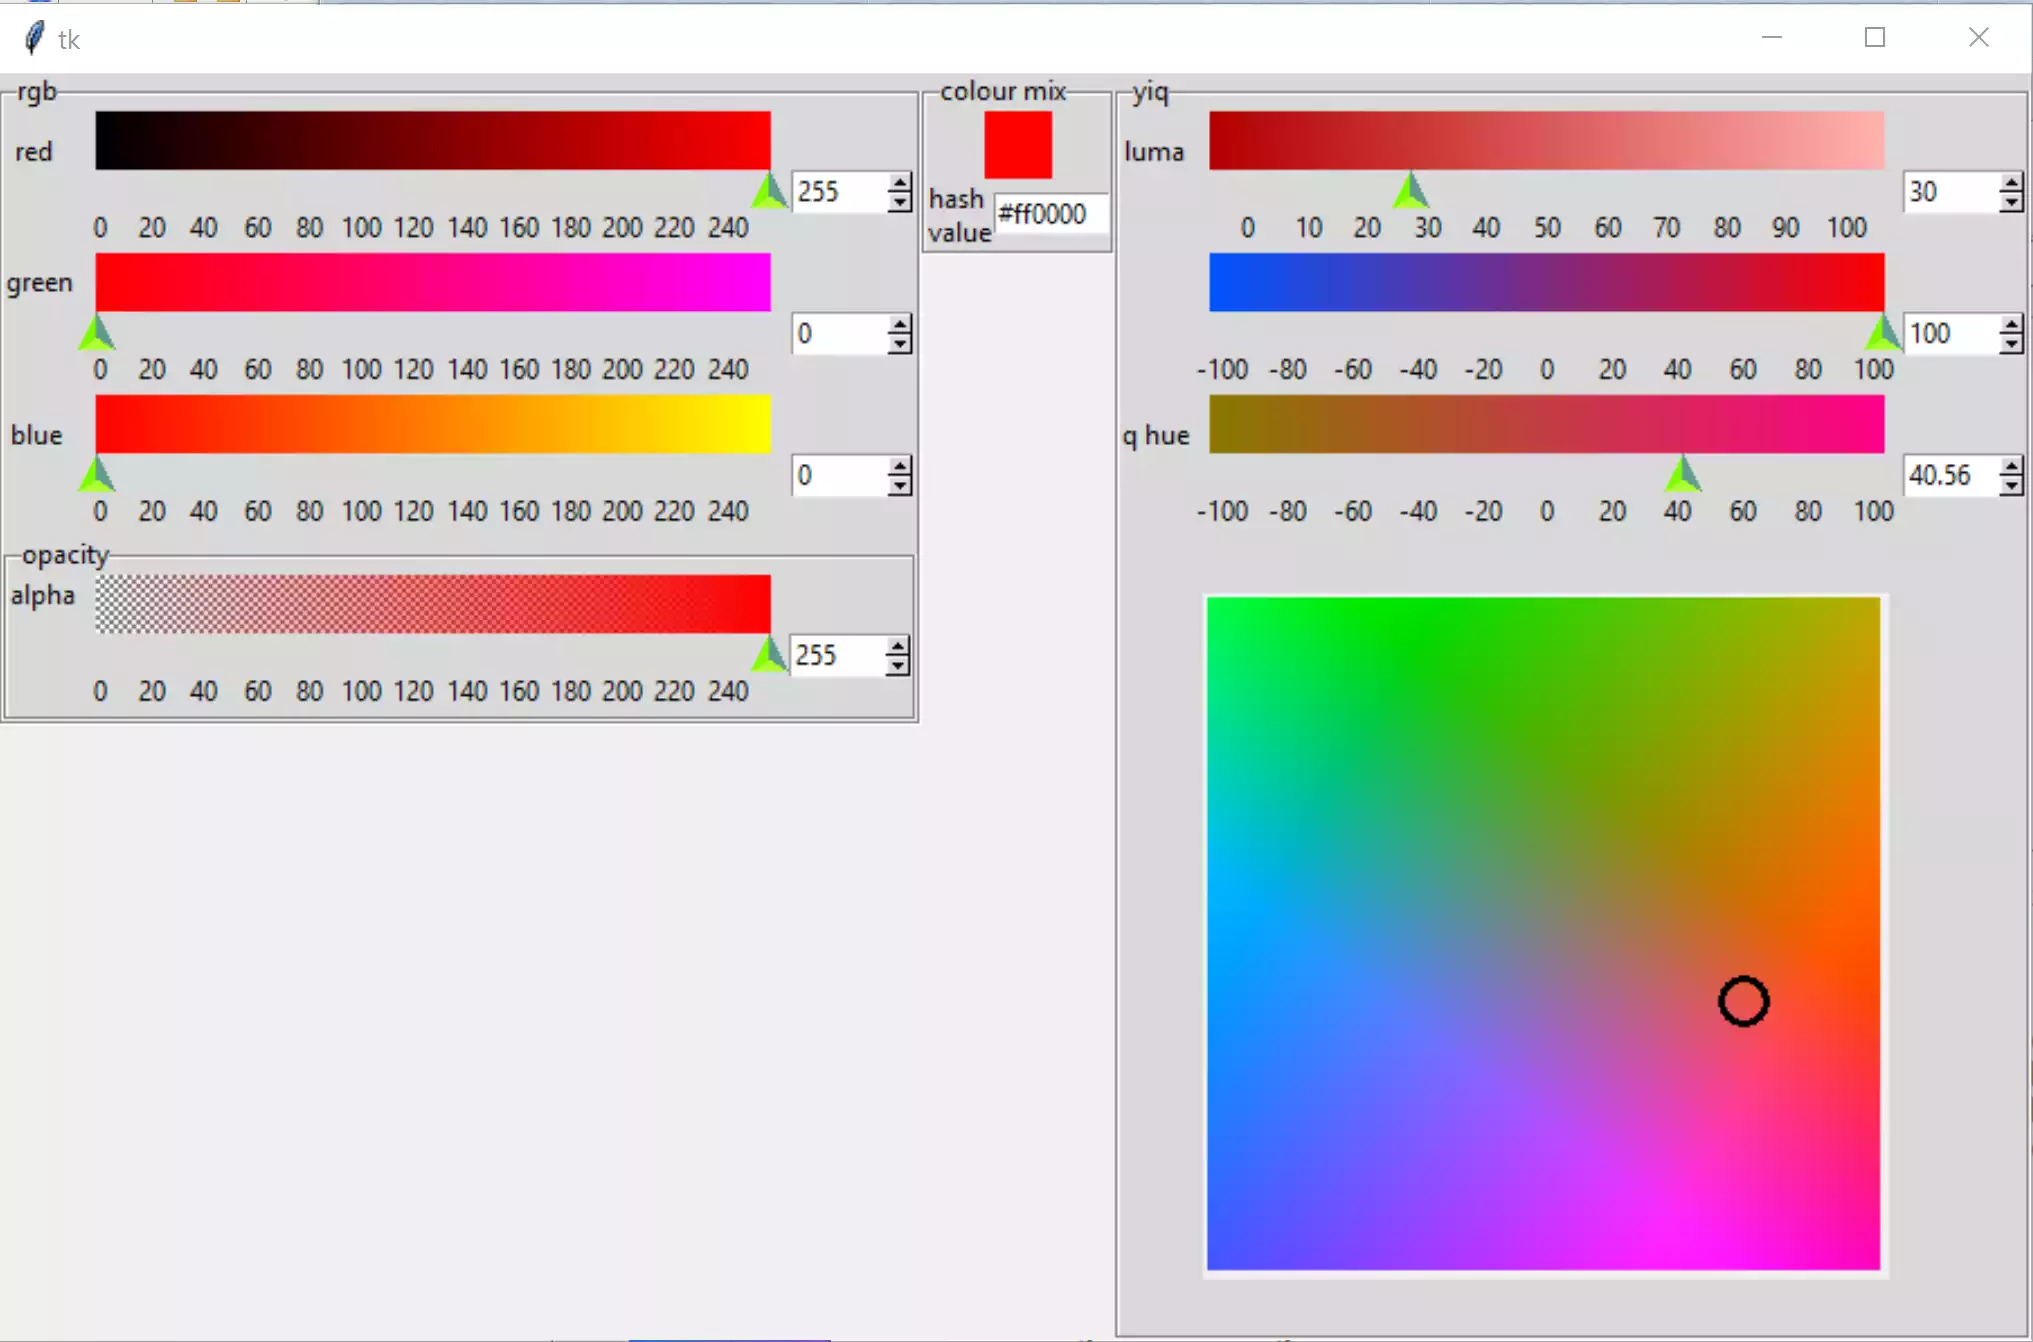 tk
rgb
red
255
0 20 40 60 80 100 120 140 160 180 200 220 240
green
0
0 20 40 60 80 100 120 140 160 180 200 220 240
blue
0
0 20 40 60 80 100 120 140 160 180 200 220 240
opacity
alpha
255
0 20 40 60 80 100 120 140 160 180 200 220 240
colour mix
hash
value
#ff0000
yiq
luma
30
0 10 20 30 40 50 60 70 80 90 100
100
-100 -80 -60 -40 -20 0 20 40 60 80 100
q hue
40.56
-100 -80 -60 -40 -20 0 20 40 60 80 100